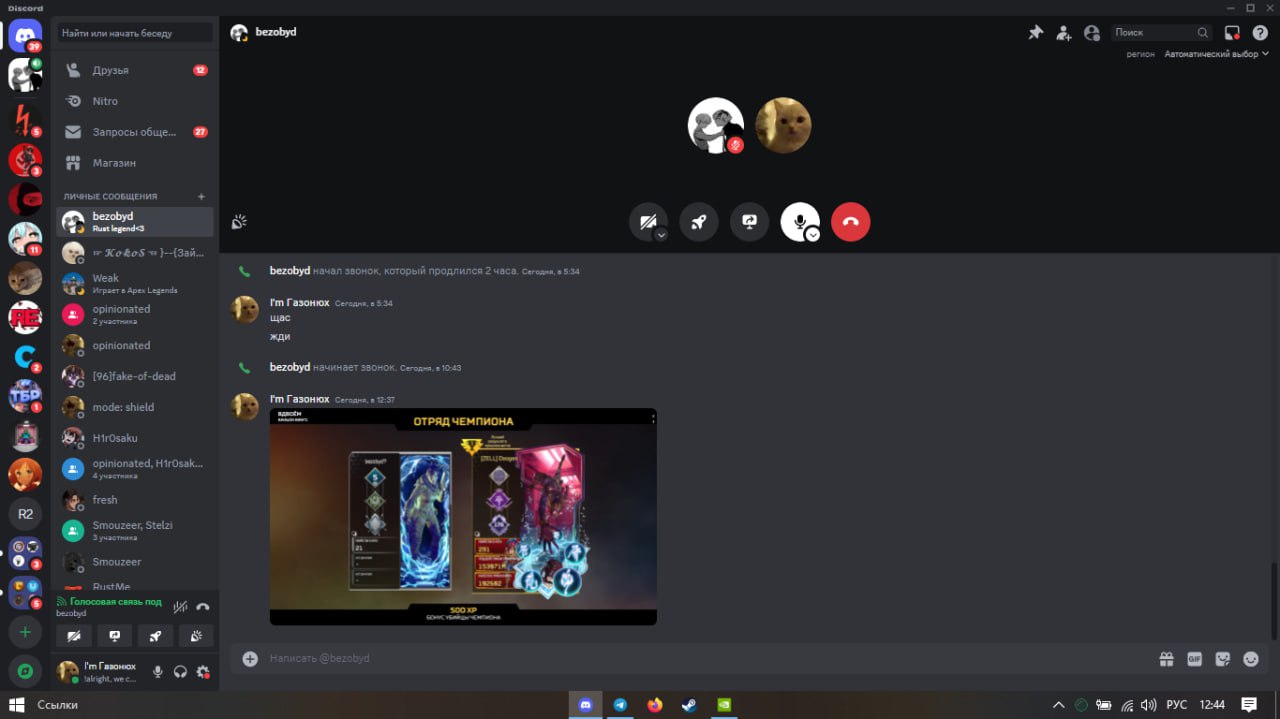 Discord
39
5
3
11
RE
2
ТБР
1
R2
3
5
Найти или начать беседу
Друзья
12
Nitro
Запросы обще...
27
Магазин
ЛИЧНЫЕ СООБЩЕНИЯ
bezobyd
Rust legend<3
𝓚𝓸𝓴𝓸𝓢 }--{Зай...
Weak
Играет в Apex Legends
opinionated
2 участника
opinionated
[96]fake-of-dead
mode: shield
H1r0saku
opinionated, H1r0sak...
4 участника
fresh
Smouzeer, Stelzi
3 участника
Smouzeer
RustMe
Голосовая связь под
bezobyd
I'm Газонюх
!alright, we c...
bezobyd
Поиск
регион Автоматический выбор
bezobyd начал звонок, который продлился 2 часа. Сегодня, в 5:34
I'm Газонюх Сегодня, в 5:34
щас
жди
bezobyd начинает звонок. Сегодня, в 10:43
I'm Газонюх Сегодня, в 12:37
ВДВОЁМ
ОТРЯД ЧЕМПИОНА
21
291
500 XP
БОНУС УБИЙЦЫ ЧЕМПИОНА
Написать @bezobyd
GIF
Ссылки
РУС
12:44